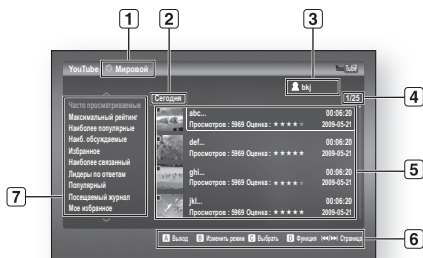 1
2
3
YouTube Мировой
You Tube
bkj
Сегодня
1/25
4
Часто просматриваемые
Максимальный рейтинг
Наиболее популярные
Наиб. обсуждаемые
Избранное
Наиболее связанный
Лидеры по ответам
Популярный
Посещаемый журнал
Мое избранное
abc... 00:06:20
Просмотров : 5969 Оценка : ★ ★ ★ ★ 2009-05-21
def... 00:06:20
Просмотров : 5969 Оценка : ★ ★ ★ ★ ★ 2009-05-21
ghi... 00:06:20
Просмотров : 5969 Оценка : ★ ★ ★ ★ ★ 2009-05-21
jkl... 00:06:20
Просмотров : 5969 Оценка : ★ ★ ★ ★ ★ 2009-05-21
5
7
A Выход B Изменить режим C Выбрать D Функция Страница
6